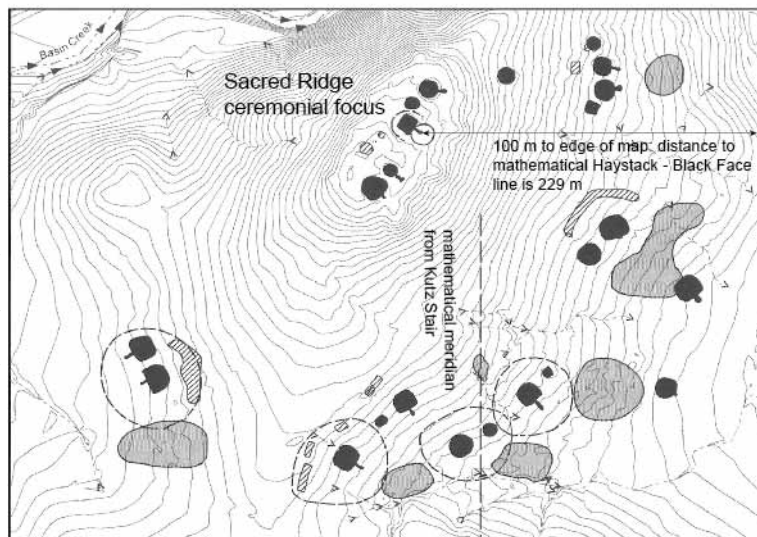 Basin Creek
Sacred Ridge
ceremonial focus
100 m to edge of map: distance to
mathematical Haystack - Black Face
line is 229 m
mathematical meridian
from Kutz Stair